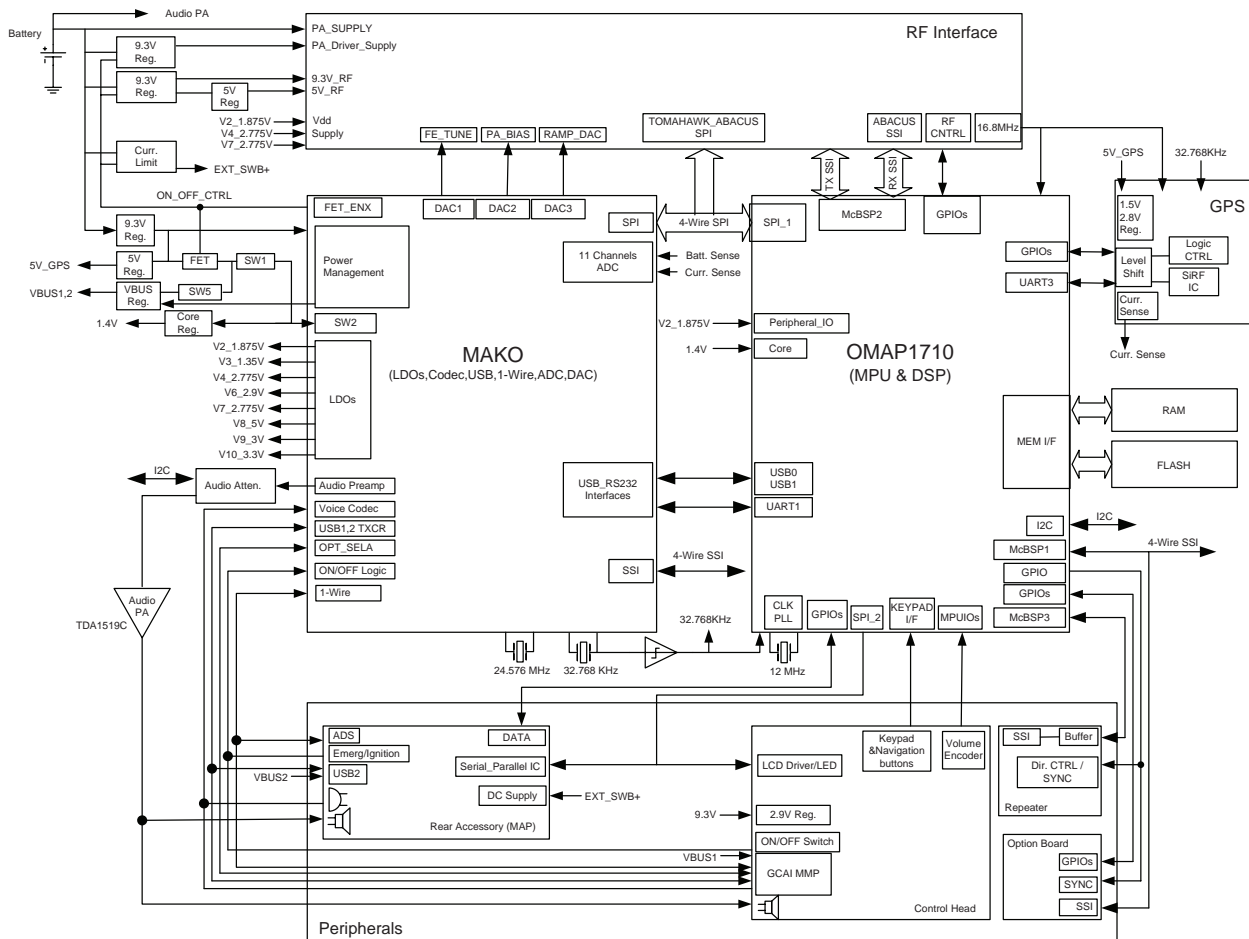 Audio PA
Battery
PA_SUPPLY
PA_Driver_Supply
RF Interface
9.3V
Reg.
9.3V
Reg.
5V
Reg
9.3V_RF
5V_RF
V2_1.875V
V4_2.775V
V7_2.775V
Vdd
Supply
FE_TUNE
PA_BIAS
RAMP_DAC
TOMAHAWK_ABACUS
SPI
ABACUS
SSI
RF
CNTRL
16.8MHz
Curr.
Limit
EXT_SWB+
TX SSI
RX SSI
5V_GPS
32.768KHz
ON_OFF_CTRL
FET_ENX
DAC1
DAC2
DAC3
SPI
4-Wire SPI
SPI_1
McBSP2
GPIOs
1.5V
2.8V
Reg.
GPS
9.3V
Reg.
5V_GPS
5V
Reg.
FET
SW1
Power
Management
11 Channels
ADC
Batt. Sense
Curr. Sense
GPIOs
UART3
Level
Shift
Logic
CTRL
SiRF
IC
Curr.
Sense
Curr. Sense
VBUS1,2
VBUS
Reg.
SW5
1.4V
Core
Reg.
SW2
V2_1.875V
Peripheral_IO
1.4V
Core
MAKO
(LDOs,Codec,USB,1-Wire,ADC,DAC)
OMAP1710
(MPU & DSP)
V2_1.875V
V3_1.35V
V4_2.775V
V6_2.9V
V7_2.775V
V8_5V
V9_3V
V10_3.3V
LDOs
MEM I/F
RAM
FLASH
I2C
Audio Atten.
Audio Preamp
Voice Codec
USB1,2 TXCR
OPT_SELA
ON/OFF Logic
1-Wire
USB_RS232
Interfaces
USB0
USB1
UART1
SSI
4-Wire SSI
I2C
I2C
McBSP1
4-Wire SSI
GPIO
GPIOs
McBSP3
Audio
PA
TDA1519C
CLK
PLL
GPIOs
SPI_2
KEYPAD
I/F
MPUIOs
32.768KHz
24.576 MHz
32.768 KHz
12 MHz
ADS
Emerg/Ignition
USB2
VBUS2
DATA
Serial_Parallel IC
DC Supply
EXT_SWB+
Rear Accessory (MAP)
LCD Driver/LED
Keypad
&Navigation
buttons
Volume
Encoder
9.3V
2.9V Reg.
ON/OFF Switch
VBUS1
GCAI MMP
Control Head
SSI
Buffer
Dir. CTRL /
SYNC
Repeater
Option Board
GPIOs
SYNC
SSI
Peripherals